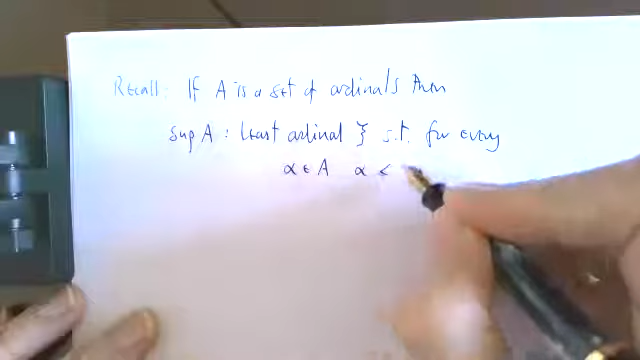 Recall: If A is a set of ordinals then
Sup A : least ordinal ξ s.t. for every
α ∈ A α <